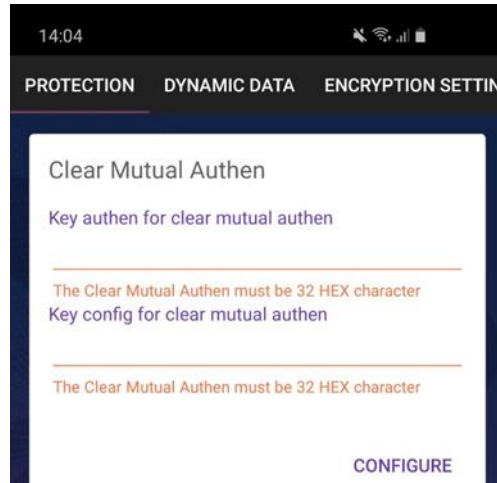 14:04
PROTECTION DYNAMIC DATA ENCRYPTION SETTIN
Clear Mutual Authen
Key authen for clear mutual authen
The Clear Mutual Authen must be 32 HEX character
Key config for clear mutual authen
The Clear Mutual Authen must be 32 HEX character
CONFIGURE